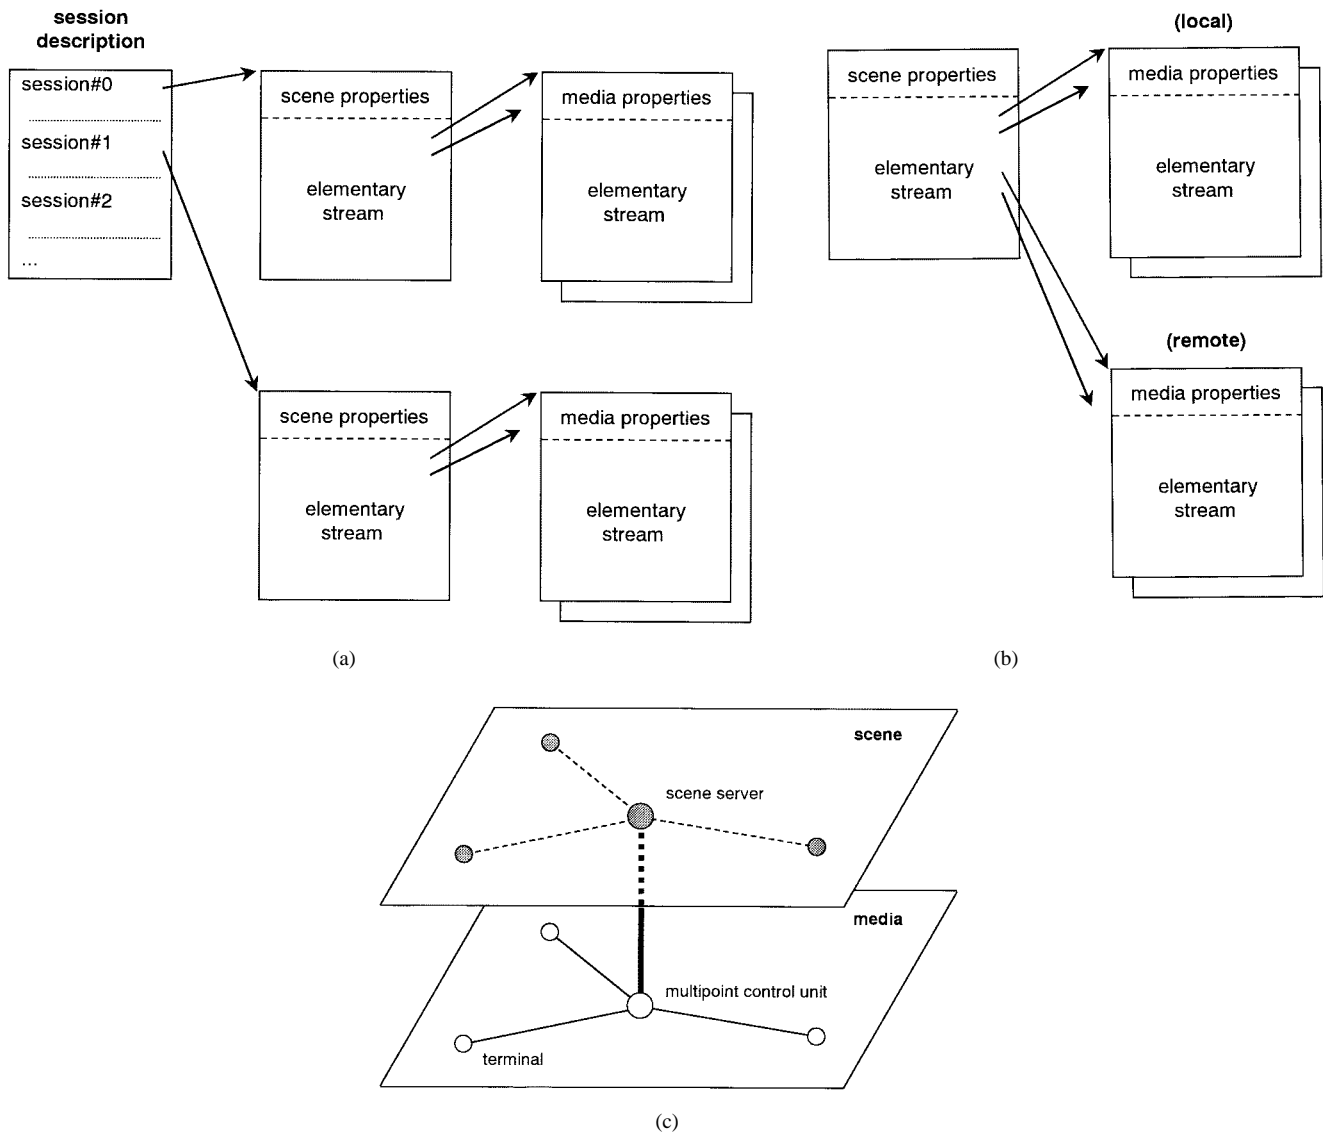 session
description
session#0
session#1
session#2
...
scene properties
elementary
stream
media properties
elementary
stream
scene properties
elementary
stream
media properties
elementary
stream
(a)
scene properties
elementary
stream
(local)
media properties
elementary
stream
(remote)
media properties
elementary
stream
(b)
scene
scene server
media
multipoint control unit
terminal
(c)